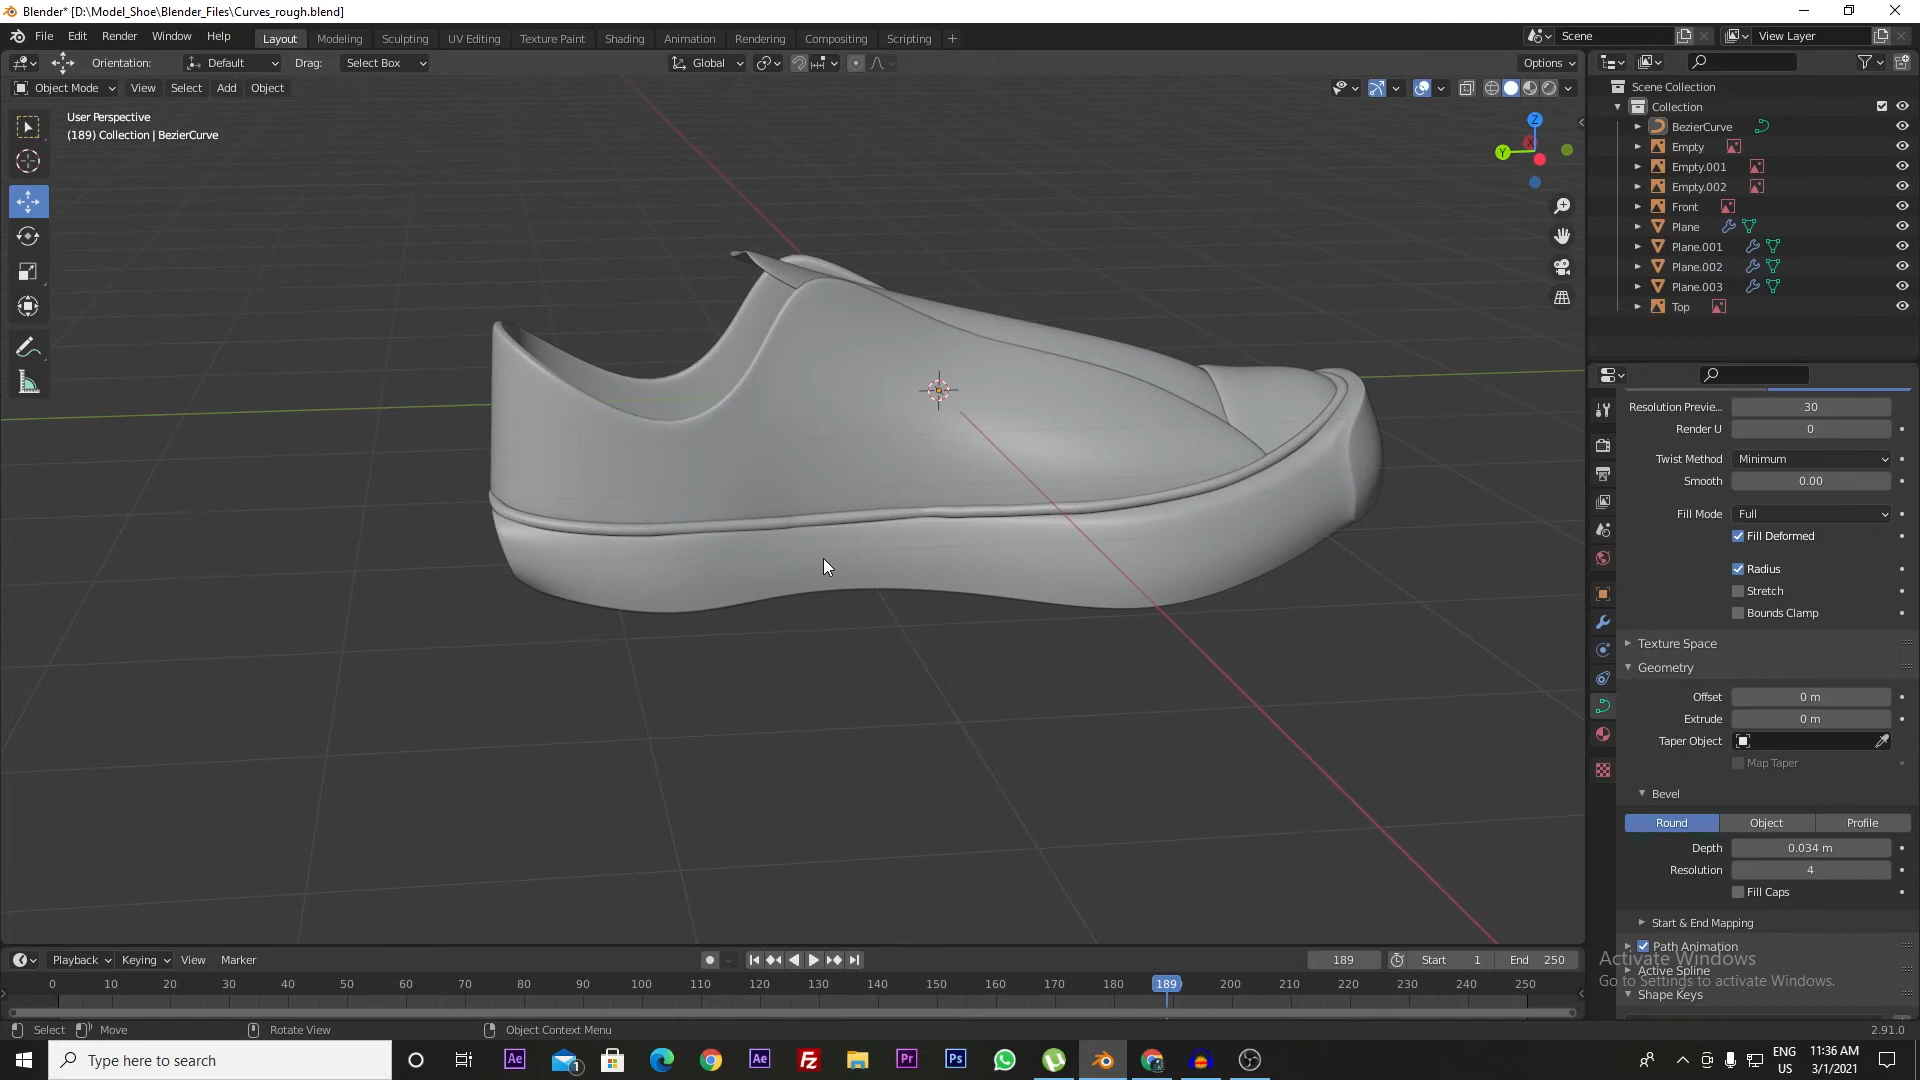 Blender* [D:\Model_Shoe\Blender_Files\Curves_rough.blend]
File Edit Render Window Help Layout Modeling Sculpting UV Editing Texture Paint Shading Animation Rendering Compositing Scripting + Scene View Layer
Orientation: Default Drag: Select Box Global Options
Object Mode View Select Add Object
User Perspective
(189) Collection | BezierCurve
Z
X
Y
Scene Collection
Collection
BezierCurve
Empty
Empty.001
Empty.002
Front
Plane
Plane.001
Plane.002
Plane.003
Top
Resolution Previe... 30
Render U 0
Twist Method Minimum
Smooth 0.00
Fill Mode Full
Fill Deformed
Radius
Stretch
Bounds Clamp
Texture Space
Geometry
Offset 0 m
Extrude 0 m
Taper Object
Map Taper
Bevel
Round Object Profile
Depth 0.034 m
Resolution 4
Fill Caps
Start & End Mapping
Path Animation
Active Spline
Shape Keys
Activate Windows
Go to Settings to activate Windows.
Playback Keying View Marker 189 Start 1 End 250
0 10 20 30 40 50 60 70 80 90 100 110 120 130 140 150 160 170 180 189 200 210 220 230 240 250
Select Move Rotate View Object Context Menu 2.91.0
Type here to search Ae 1 Ae Fz Pr Ps ENG US 11:36 AM 3/1/2021